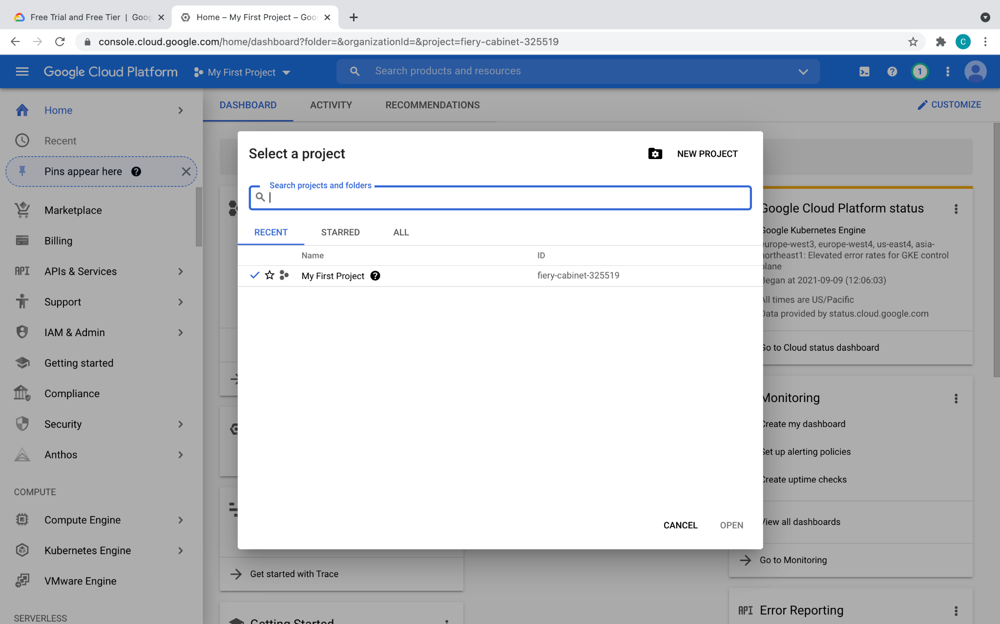 Free Trial and Free Tier | Goog
Home – My First Project – Goo
console.cloud.google.com/home/dashboard?folder=&organizationId=&project=fiery-cabinet-325519
C
Google Cloud Platform
My First Project
Search products and resources
1
Home
Recent
Pins appear here
Marketplace
Billing
API APIs & Services
Support
IAM & Admin
Getting started
Compliance
Security
Anthos
COMPUTE
Compute Engine
Kubernetes Engine
VMware Engine
SERVERLESS
DASHBOARD
ACTIVITY
RECOMMENDATIONS
CUSTOMIZE
Select a project
NEW PROJECT
Search projects and folders
RECENT
STARRED
ALL
Name
ID
My First Project
fiery-cabinet-325519
CANCEL
OPEN
Get started with Trace
Getting Started
Google Cloud Platform status
Google Kubernetes Engine
europe-west3, europe-west4, us-east4, asia-
northeast1: Elevated error rates for GKE control
plane
Began at 2021-09-09 (12:06:03)
All times are US/Pacific
Data provided by status.cloud.google.com
Go to Cloud status dashboard
Monitoring
Create my dashboard
Set up alerting policies
Create uptime checks
View all dashboards
Go to Monitoring
API Error Reporting